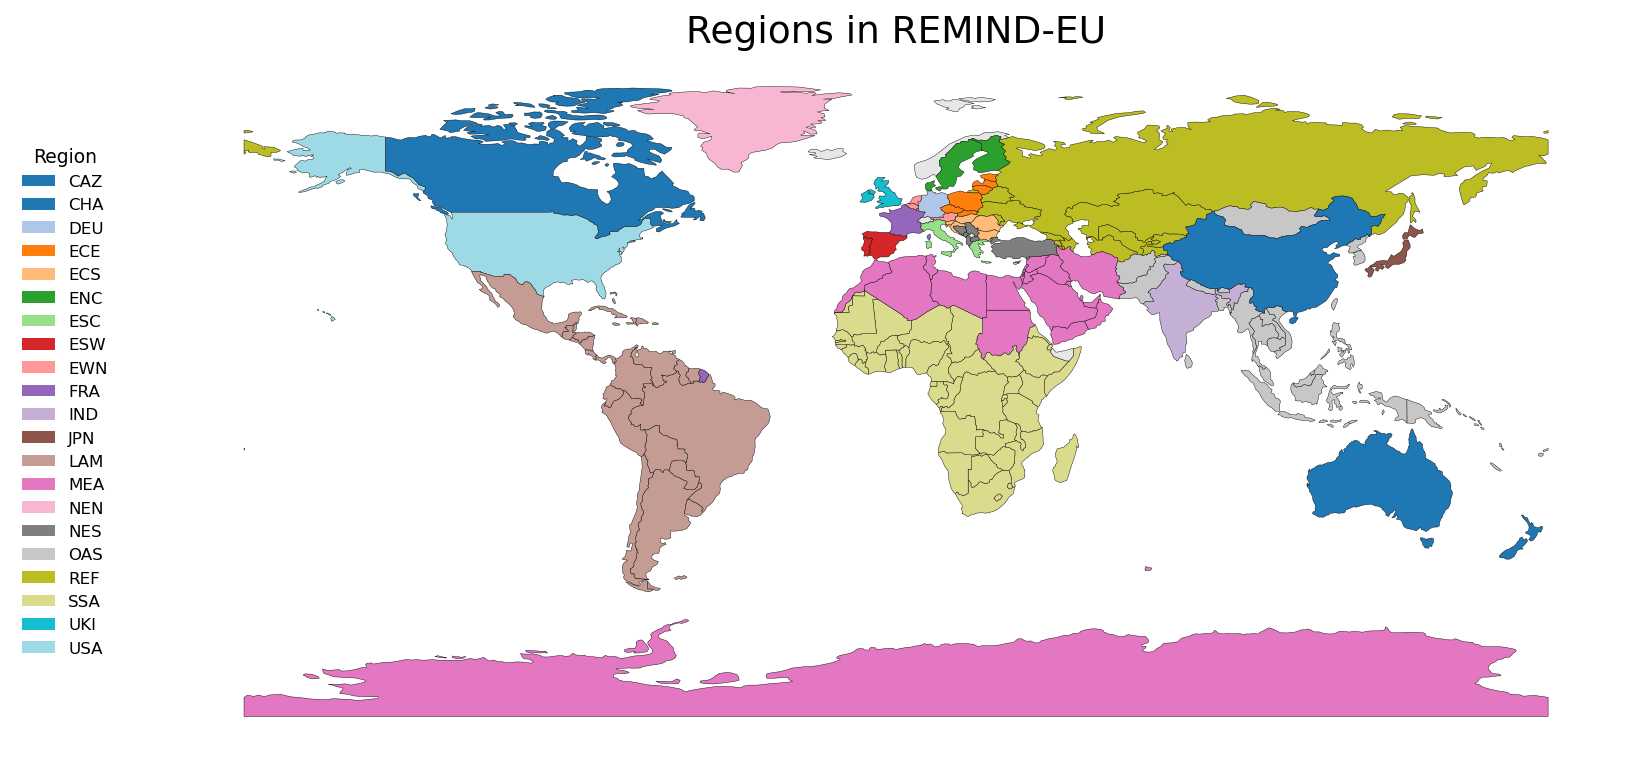 Regions in REMIND-EU
Region
CAZ
CHA
DEU
ECE
ECS
ENC
ESC
ESW
EWN
FRA
IND
JPN
LAM
MEA
NEN
NES
OAS
REF
SSA
UKI
USA